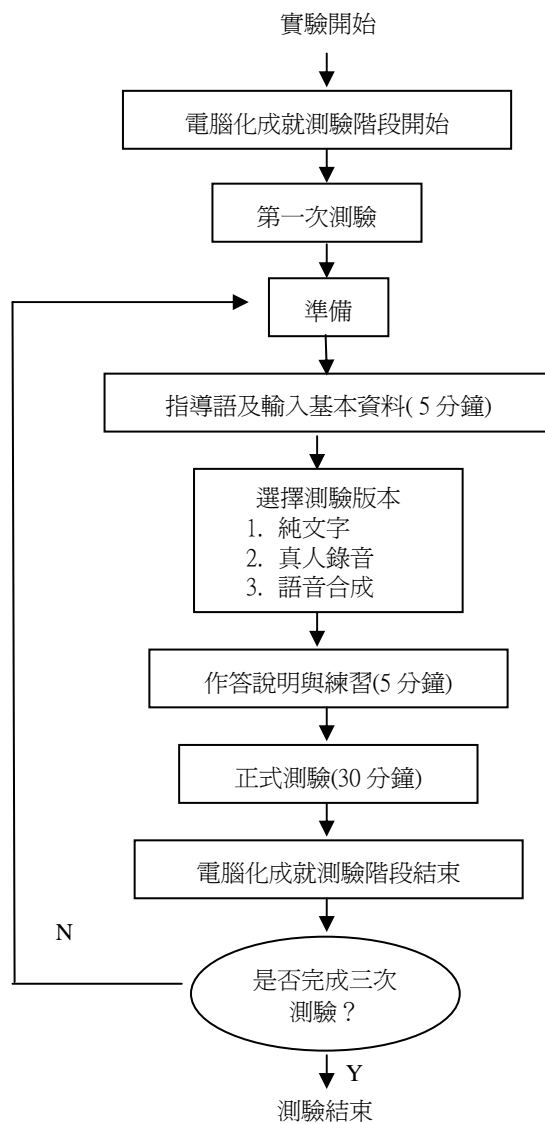 實驗開始
電腦化成就測驗階段開始
第一次測驗
準備
指導語及輸入基本資料( 5 分鐘)
選擇測驗版本
1. 純文字
2. 真人錄音
3. 語音合成
作答說明與練習(5 分鐘)
正式測驗(30 分鐘)
電腦化成就測驗階段結束
N
是否完成三次
測驗？
Y
測驗結束